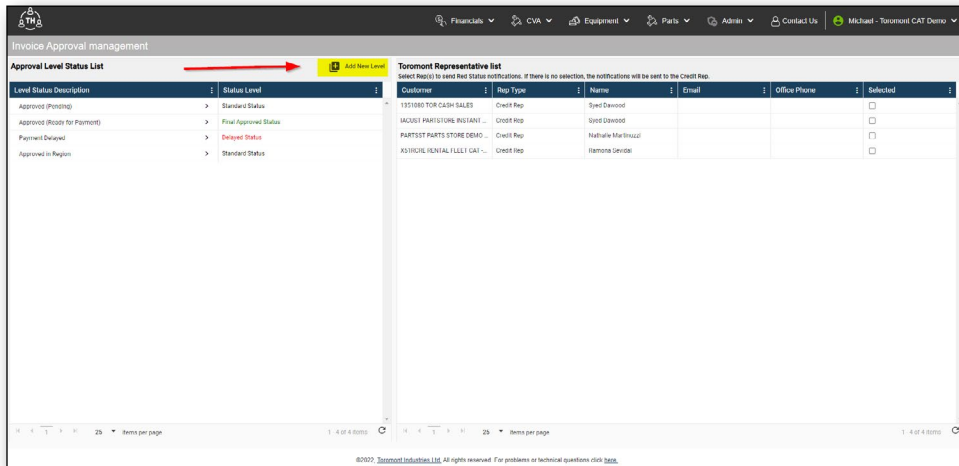 TH
Financials
CVA
Equipment
Parts
Admin
Contact Us
Michael - Toromont CAT Demo
Invoice Approval management
Approval Level Status List
Add New Level
Level Status Description
Status Level
Approved (Pending)
Standard Status
Approved (Ready for Payment)
Final Approved Status
Payment Delayed
Delayed Status
Approved in Region
Standard Status
1
25
items per page
1 - 4 of 4 items
Toromont Representative list
Select Rep(s) to send Red Status notifications. If there is no selection, the notifications will be sent to the Credit Rep.
Customer
Rep Type
Name
Email
Office Phone
Selected
1351080 TOR CASH SALES
Credit Rep
Syed Dawood
IACUST PARTSTORE INSTANT ...
Credit Rep
Syed Dawood
PARTSST PARTS STORE DEMO ...
Credit Rep
Nathalie Martinuzzi
RENTAL FLEET CAT -...
Credit Rep
Ramona Gevidal
1
25
items per page
1 - 4 of 4 items
©2022, Toromont Industries Ltd. All rights reserved. For problems or technical questions click here.